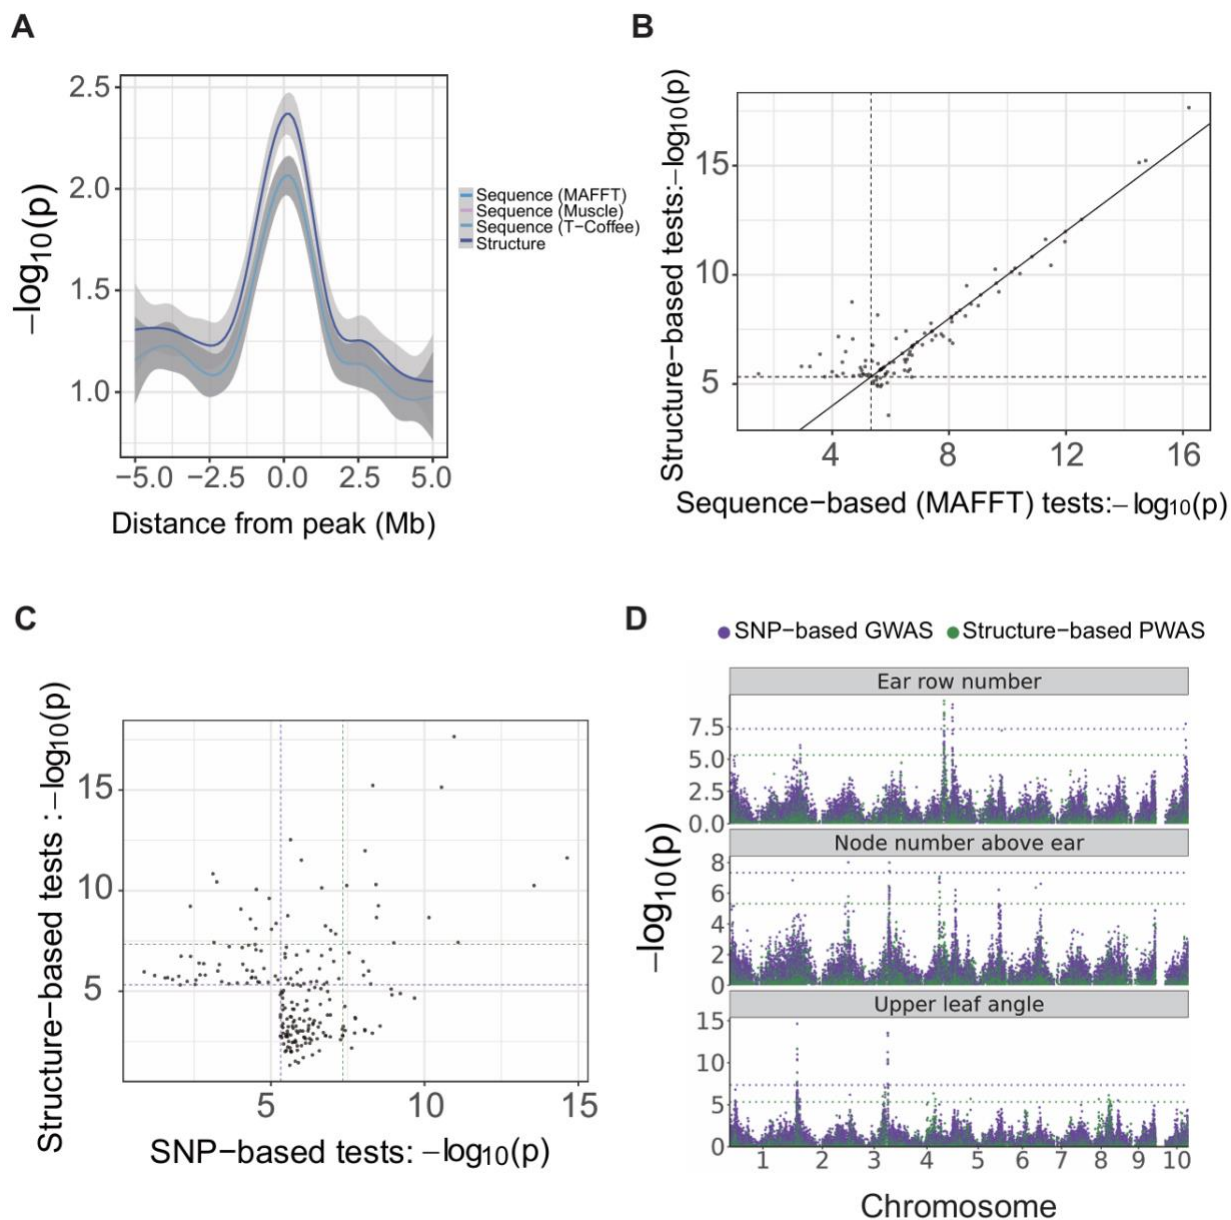 A
2.5
2.0
1.5
1.0
−log10(p)
−5.0 −2.5 0.0 2.5 5.0
Distance from peak (Mb)
Sequence (MAFFT)
Sequence (Muscle)
Sequence (T−Coffee)
Structure
B
Structure−based tests:−log10(p)
15
10
5
4 8 12 16
Sequence−based (MAFFT) tests:−log10(p)
C
Structure−based tests :−log10(p)
15
10
5
5 10 15
SNP−based tests: −log10(p)
D
SNP−based GWAS Structure−based PWAS
Ear row number
7.5
5.0
2.5
0.0
Node number above ear
8
6
4
2
0
Upper leaf angle
15
10
5
0
−log10(p)
1 2 3 4 5 6 7 8 9 10
Chromosome